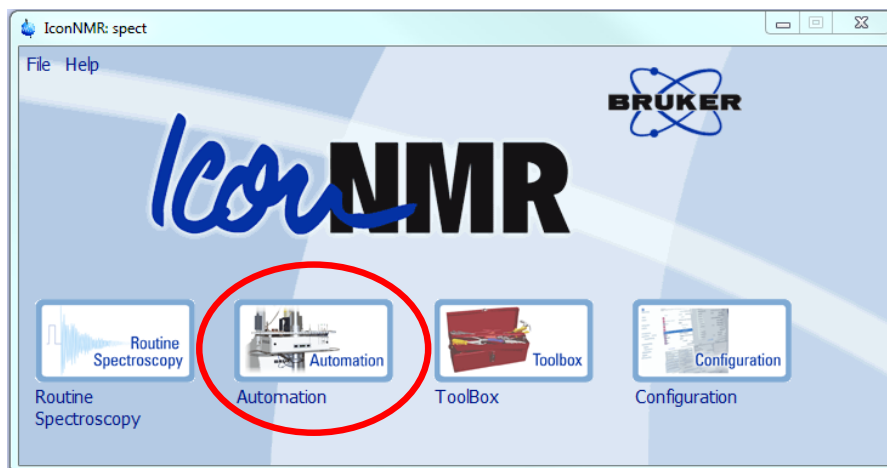 IconNMR: spect
File Help
BRUKER
IconNMR
Routine
Spectroscopy
Automation
Toolbox
Configuration
Routine
Spectroscopy
Automation
ToolBox
Configuration